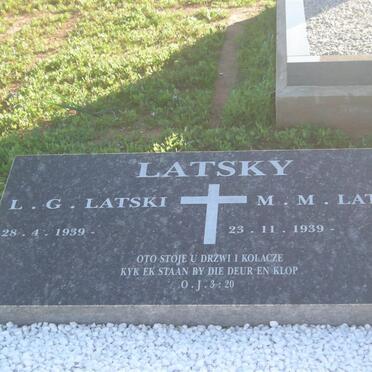 LATSKY
L . G . LATSKI M . M . LAT
28 . 4 . 1939 - 23 . 11 . 1939 -
OTO STOJE U DRZWI I KOLACZE
KYK EK STAAN BY DIE DEUR EN KLOP
O . J . 3 : 20